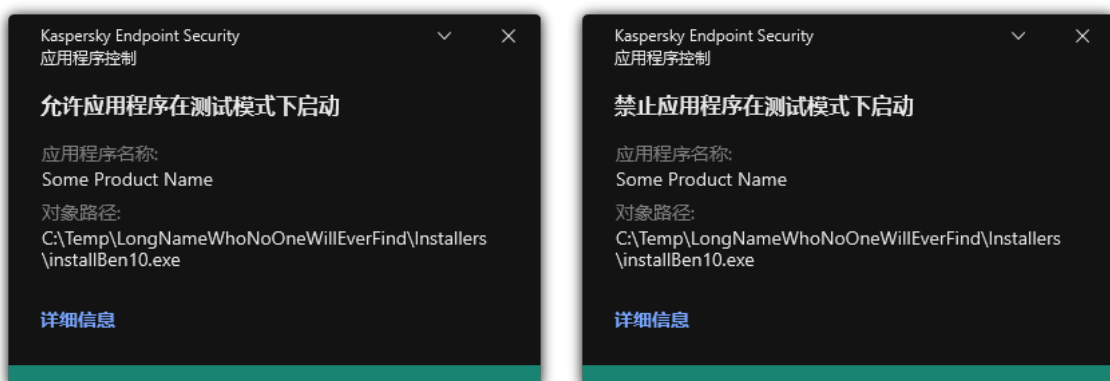 Kaspersky Endpoint Security
应用程序控制
允许应用程序在测试模式下启动
应用程序名称:
Some Product Name
对象路径:
C:\Temp\LongNameWhoNoOneWillEverFind\Installers
\installBen10.exe
详细信息
Kaspersky Endpoint Security
应用程序控制
禁止应用程序在测试模式下启动
应用程序名称:
Some Product Name
对象路径:
C:\Temp\LongNameWhoNoOneWillEverFind\Installers
\installBen10.exe
详细信息